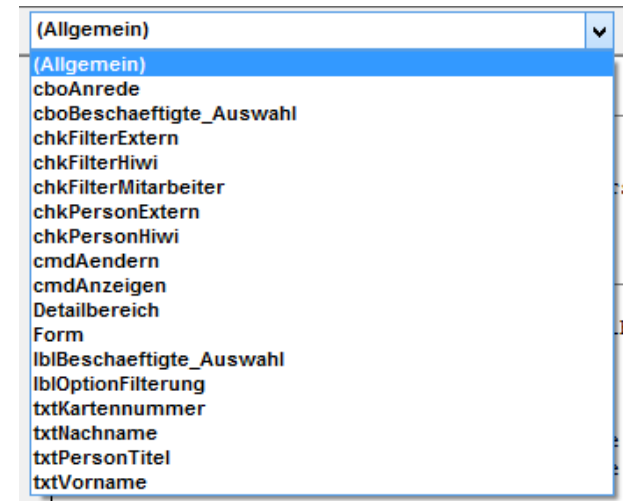 (Allgemein)
(Allgemein)
cboAnrede
cboBeschaeftigte_Auswahl
chkFilterExtern
chkFilterHiwi
chkFilterMitarbeiter
chkPersonExtern
chkPersonHiwi
cmdAendern
cmdAnzeigen
Detailbereich
Form
lblBeschaeftigte_Auswahl
lblOptionFilterung
txtKartennummer
txtNachname
txtPersonTitel
txtVorname